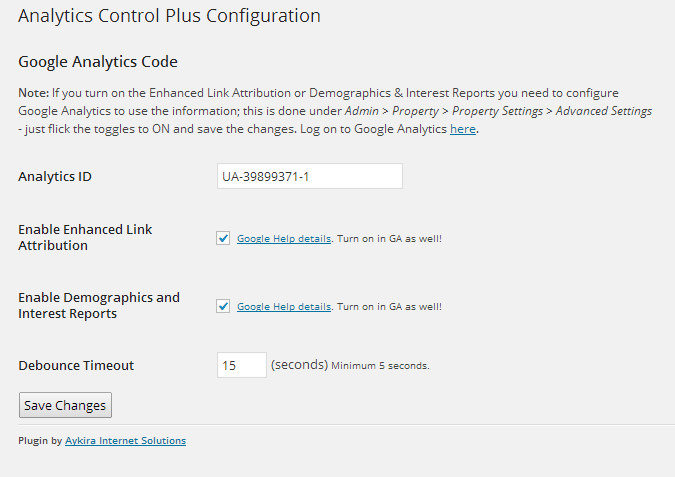 Analytics Control Plus Configuration
Google Analytics Code
Note: If you turn on the Enhanced Link Attribution or Demographics & Interest Reports you need to configure
Google Analytics to use the information; this is done under Admin > Property > Property Settings > Advanced Settings
- just flick the toggles to ON and save the changes. Log on to Google Analytics here.
Analytics ID
UA-39899371-1
Enable Enhanced Link
Attribution
Google Help details. Turn on in GA as well!
Enable Demographics and
Interest Reports
Google Help details. Turn on in GA as well!
Debounce Timeout
15 (seconds) Minimum 5 seconds.
Save Changes
Plugin by Aykira Internet Solutions